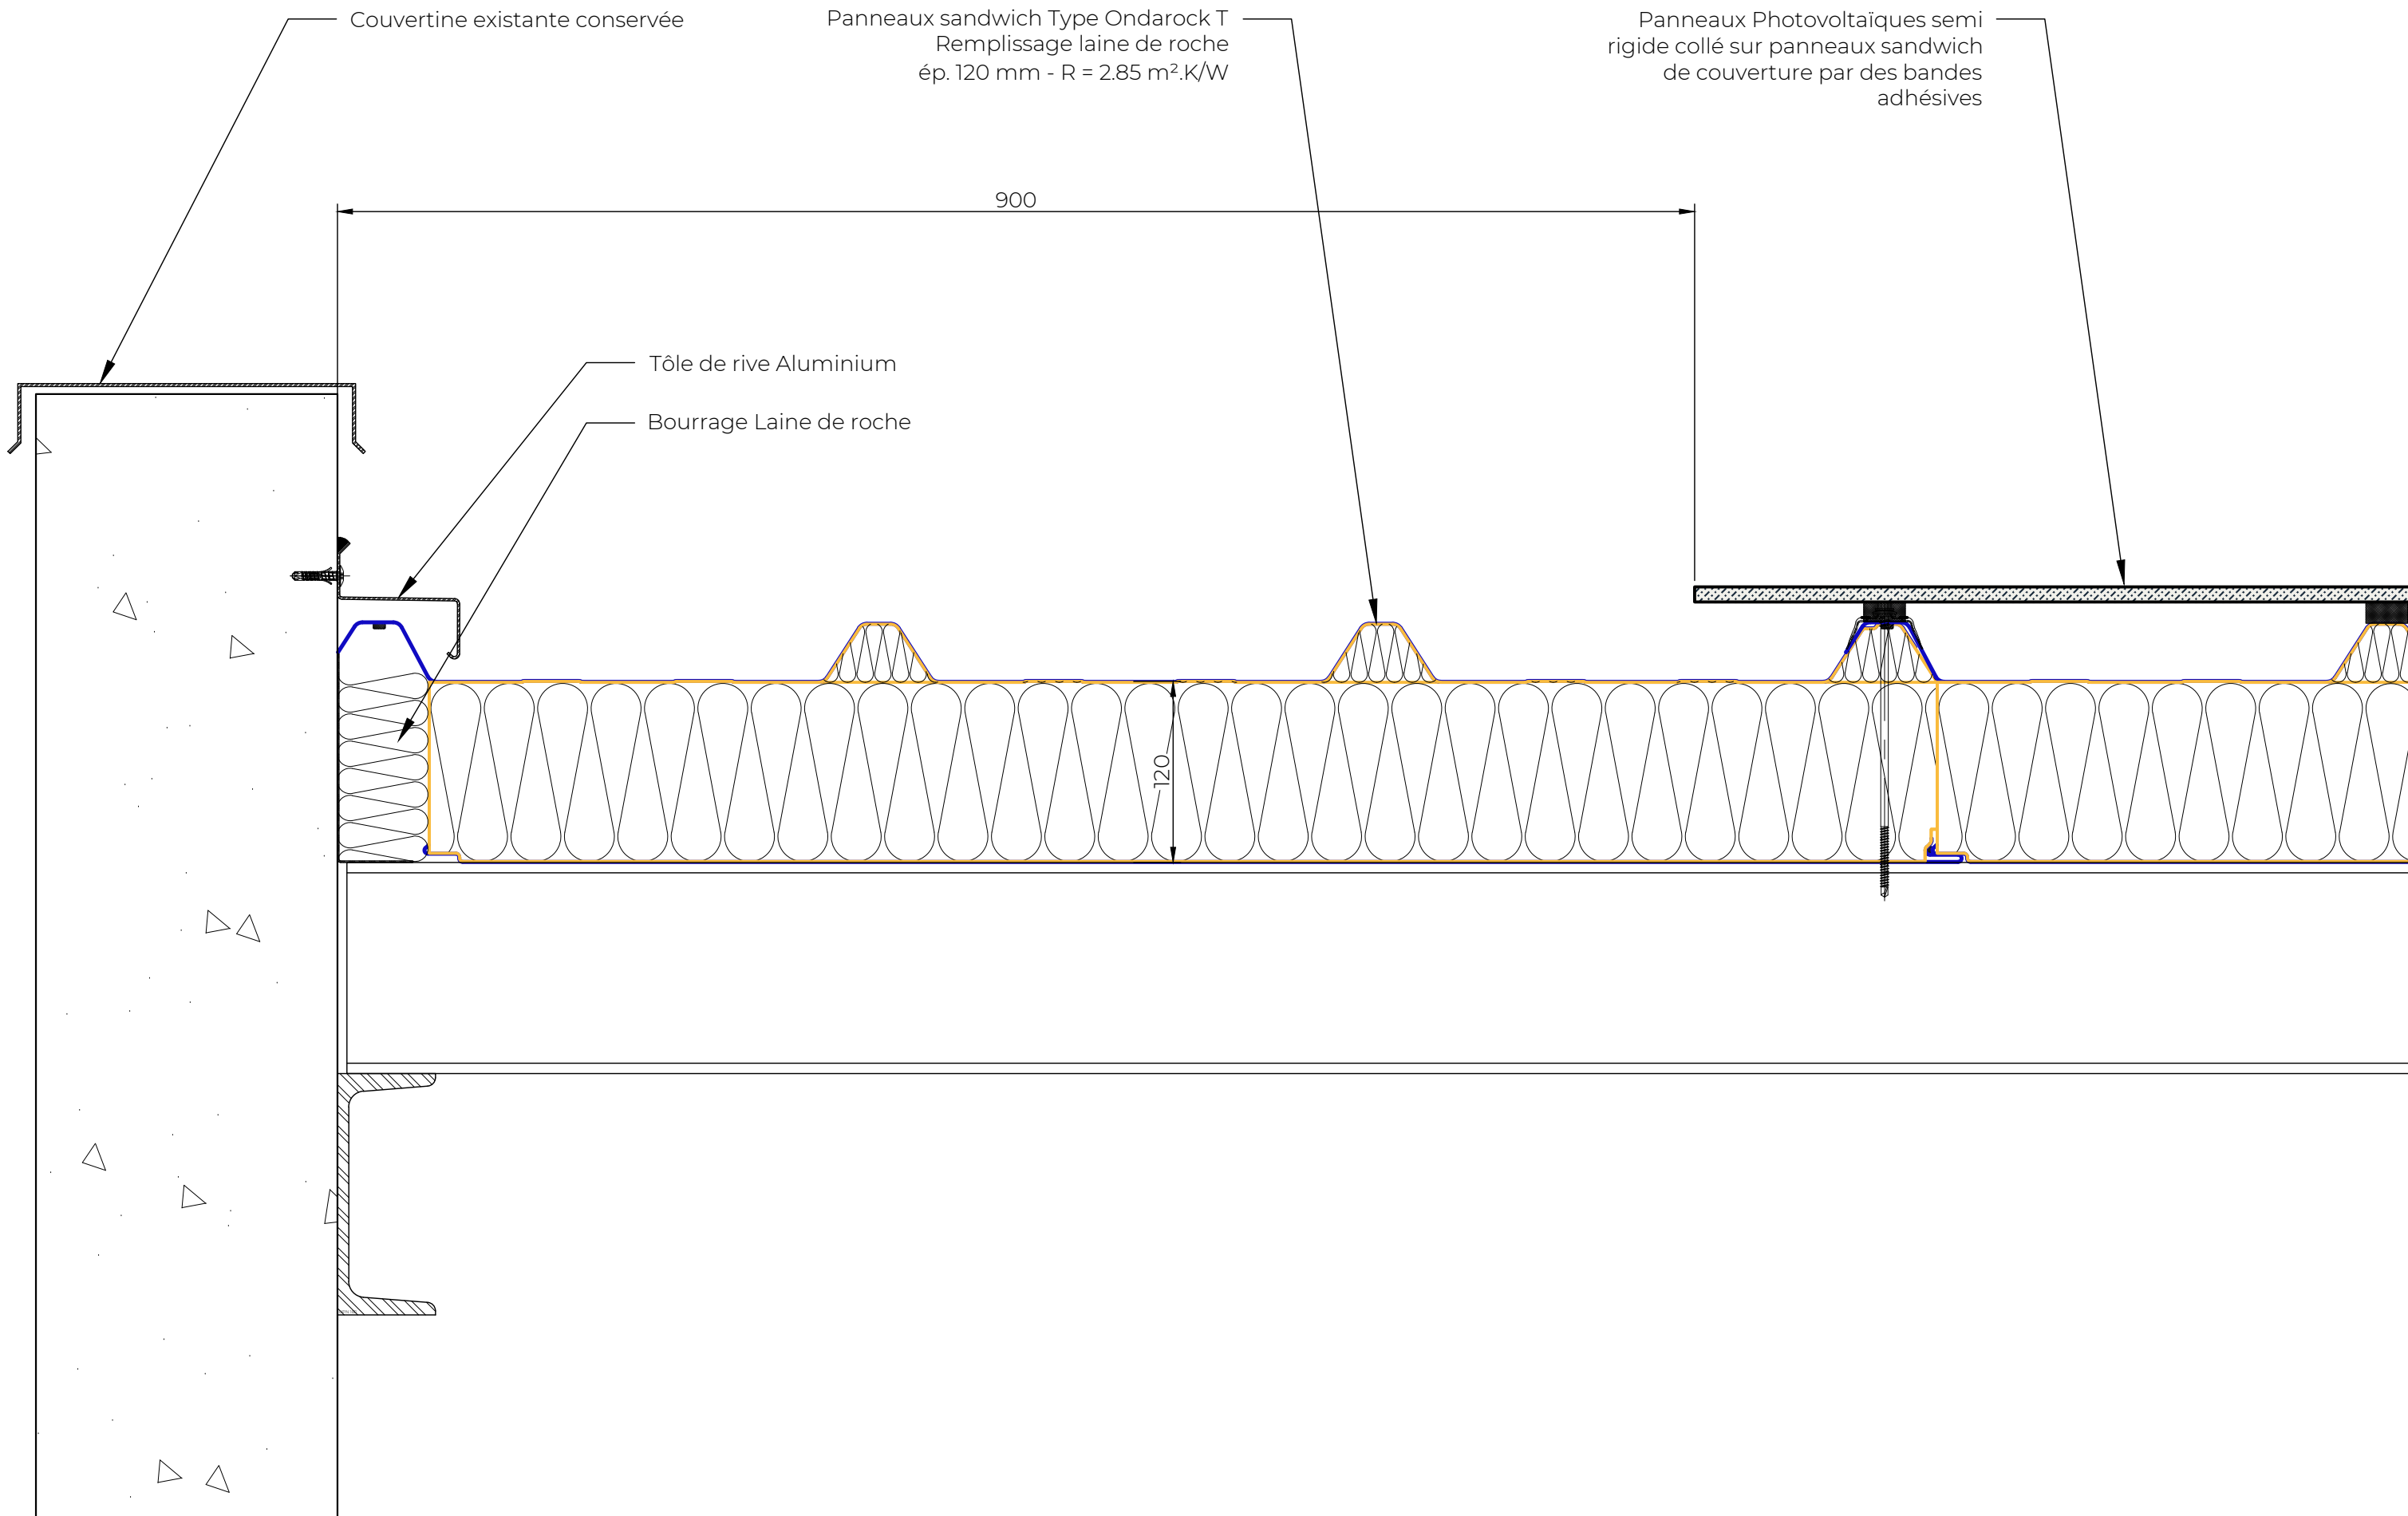 Couvertine existante conservée
Panneaux sandwich Type Ondarock T
Remplissage laine de roche
ép. 120 mm - R = 2.85 m².K/W
Panneaux Photovoltaïques semi
rigide collé sur panneaux sandwich
de couverture par des bandes
adhésives
900
Tôle de rive Aluminium
Bourrage Laine de roche
120